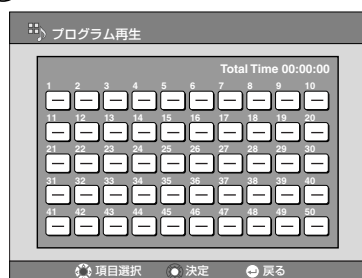 プログラム再生
Total Time 00:00:00
1 2 3 4 5 6 7 8 9 10
— — — — — — — — — —
11 12 13 14 15 16 17 18 19 20
— — — — — — — — — —
21 22 23 24 25 26 27 28 29 30
— — — — — — — — — —
31 32 33 34 35 36 37 38 39 40
— — — — — — — — — —
41 42 43 44 45 46 47 48 49 50
— — — — — — — — — —
項目選択 決定 戻る